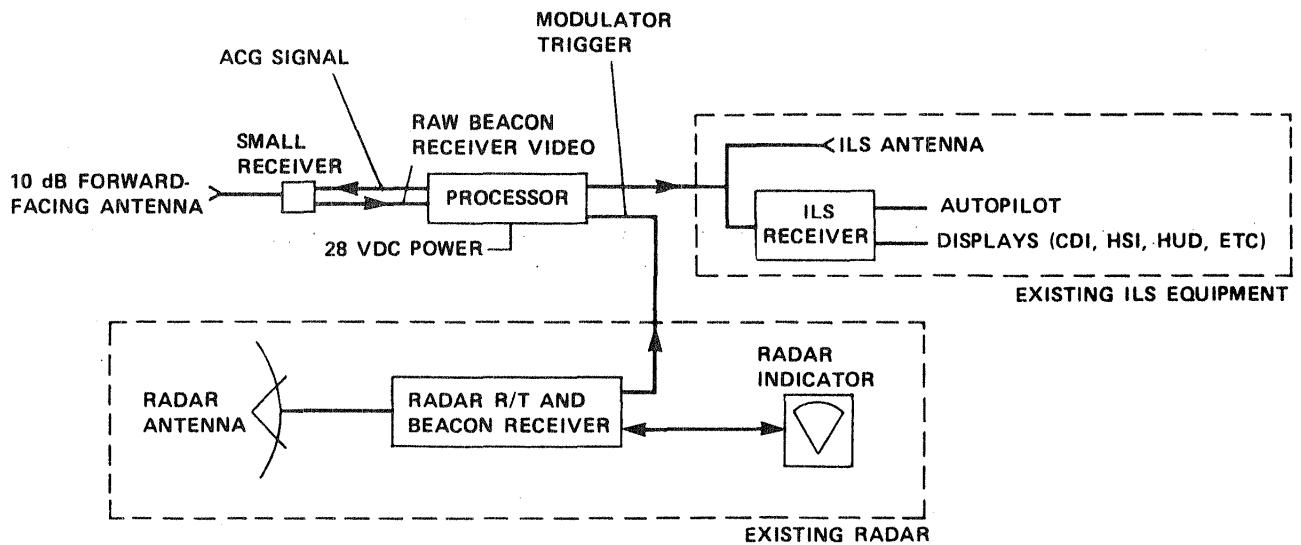 MODULATOR
TRIGGER
ACG SIGNAL
RAW BEACON
RECEIVER VIDEO
SMALL
RECEIVER
10 dB FORWARD-
FACING ANTENNA
PROCESSOR
28 VDC POWER
ILS ANTENNA
ILS
RECEIVER
AUTOPILOT
DISPLAYS (CDI, HSI, HUD, ETC)
EXISTING ILS EQUIPMENT
RADAR
ANTENNA
RADAR R/T AND
BEACON RECEIVER
RADAR
INDICATOR
EXISTING RADAR